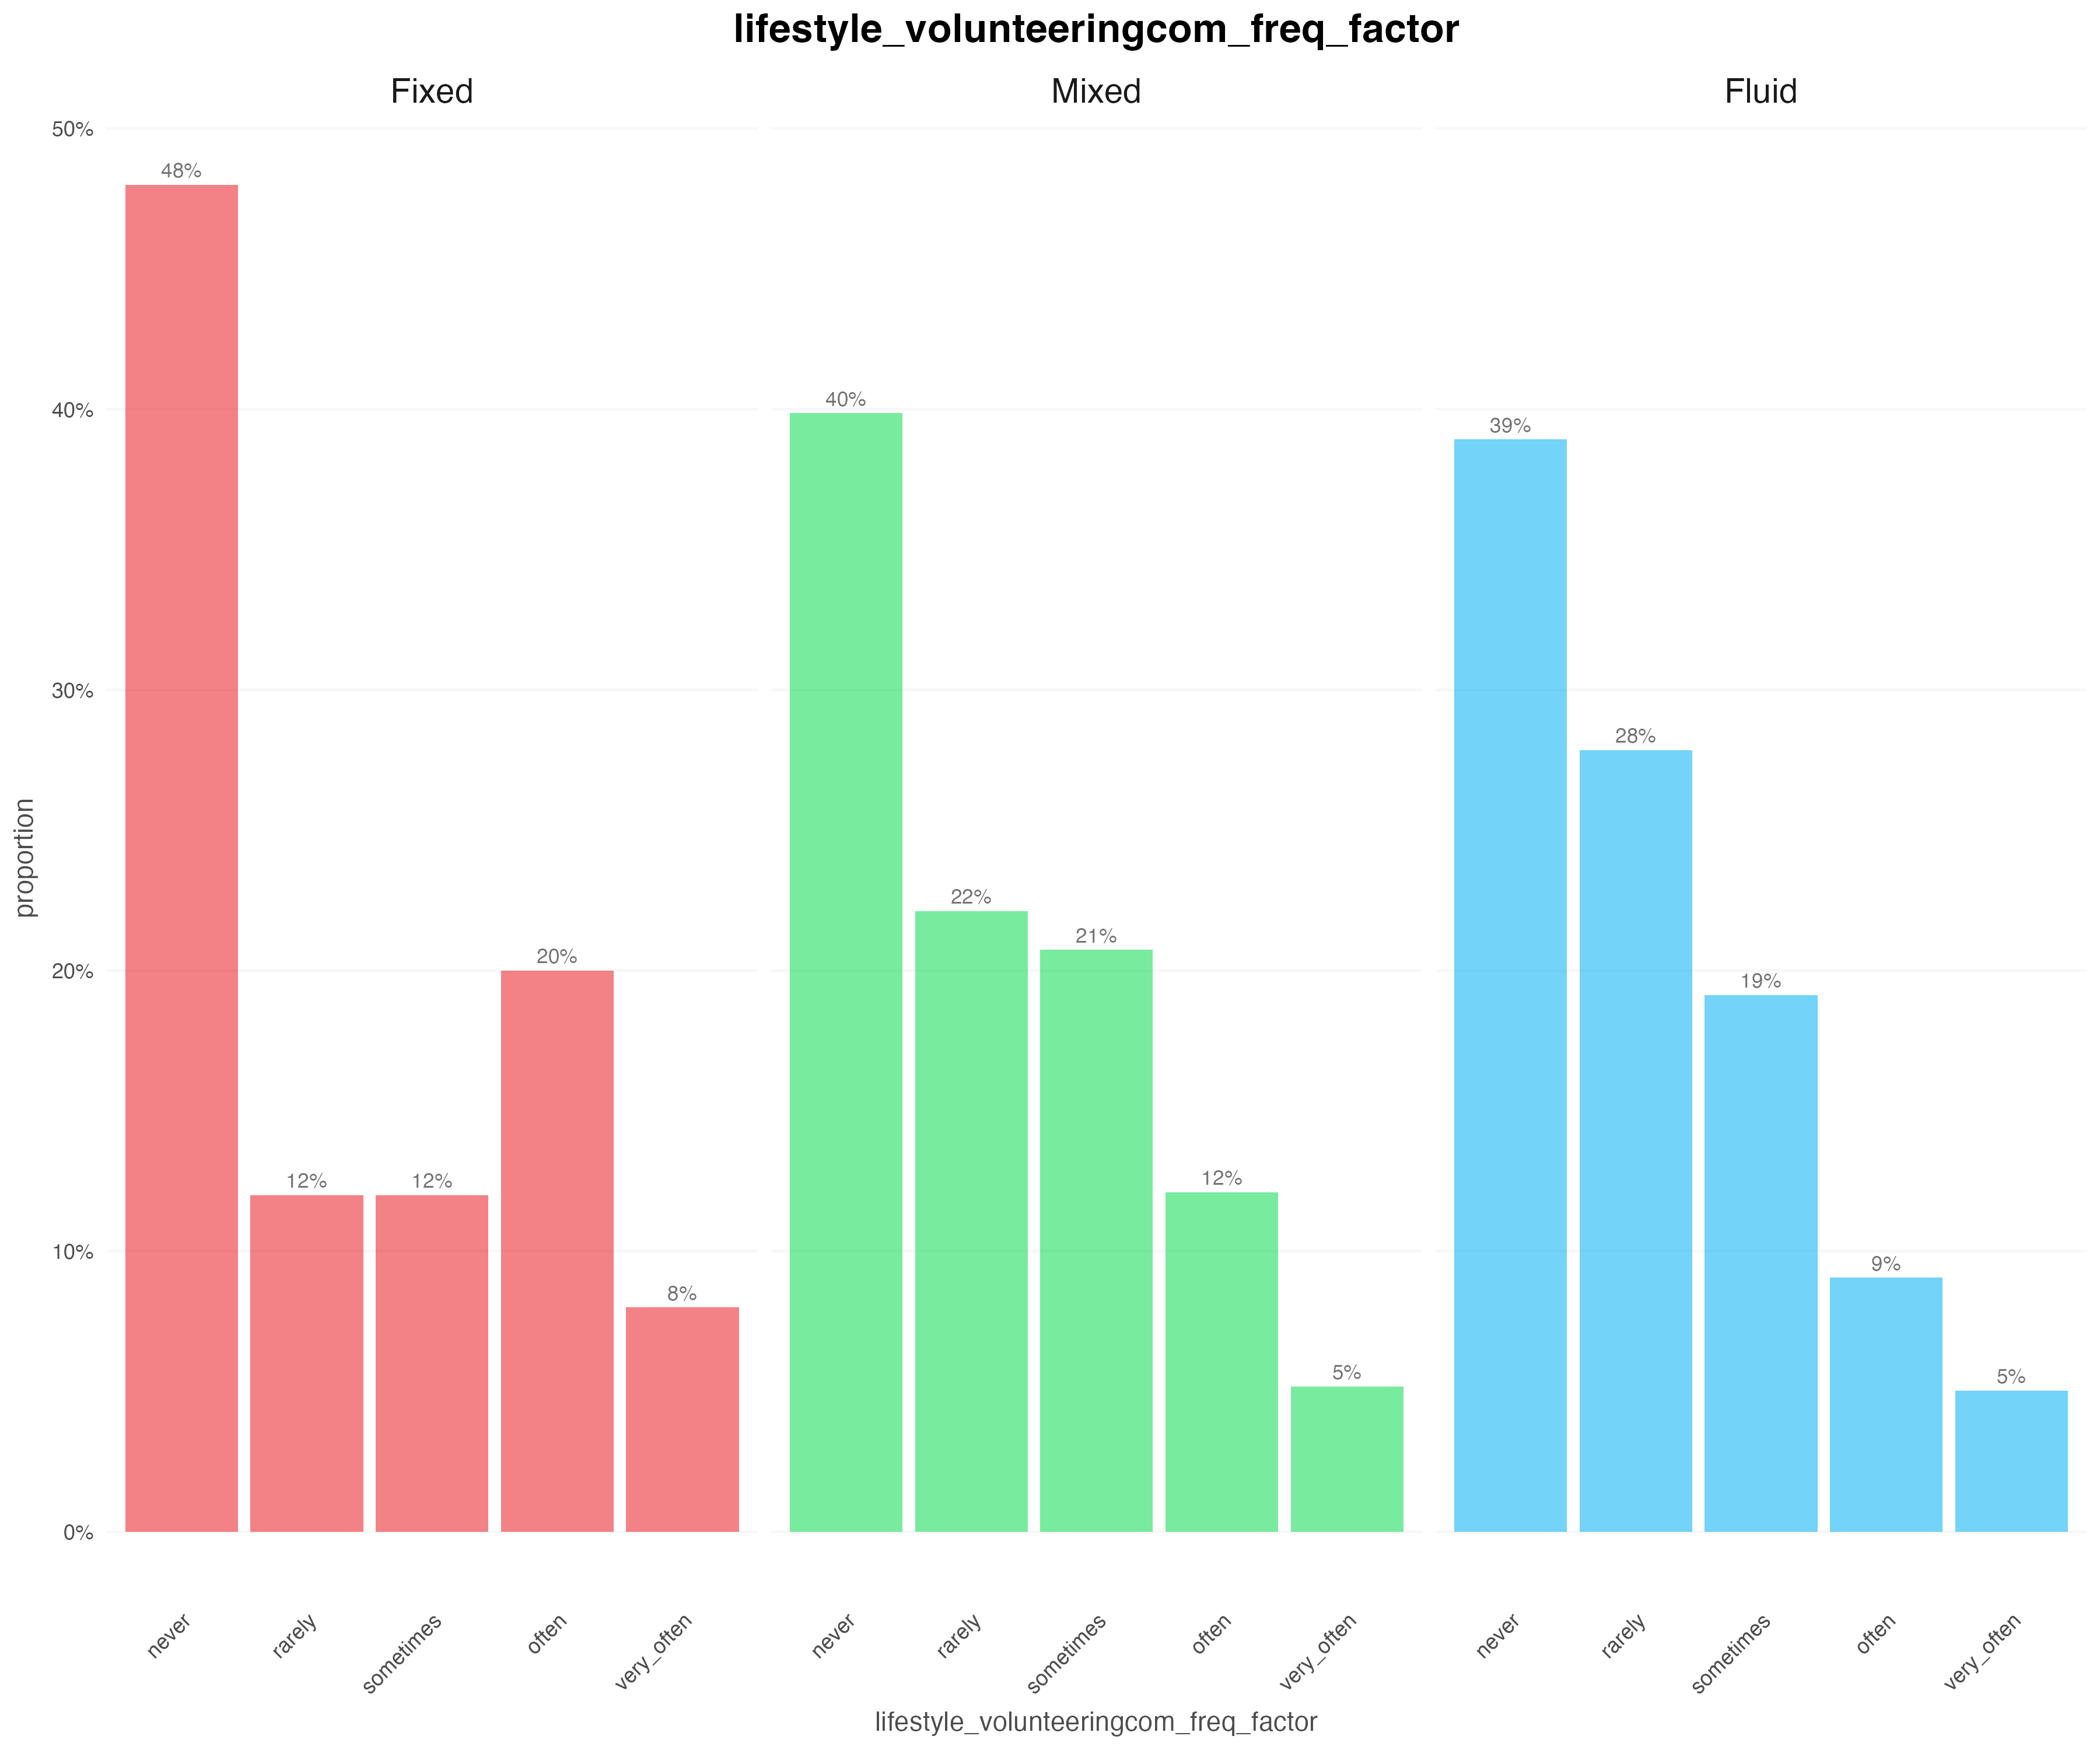 lifestyle_volunteeringcom_freq_factor
Fixed Mixed Fluid
50%
40%
30%
20%
10%
0%
proportion
48% 12% 12% 20% 8%
40% 22% 21% 12% 5%
39% 28% 19% 9% 5%
never rarely sometimes often very_often
never rarely sometimes often very_often
never rarely sometimes often very_often
lifestyle_volunteeringcom_freq_factor